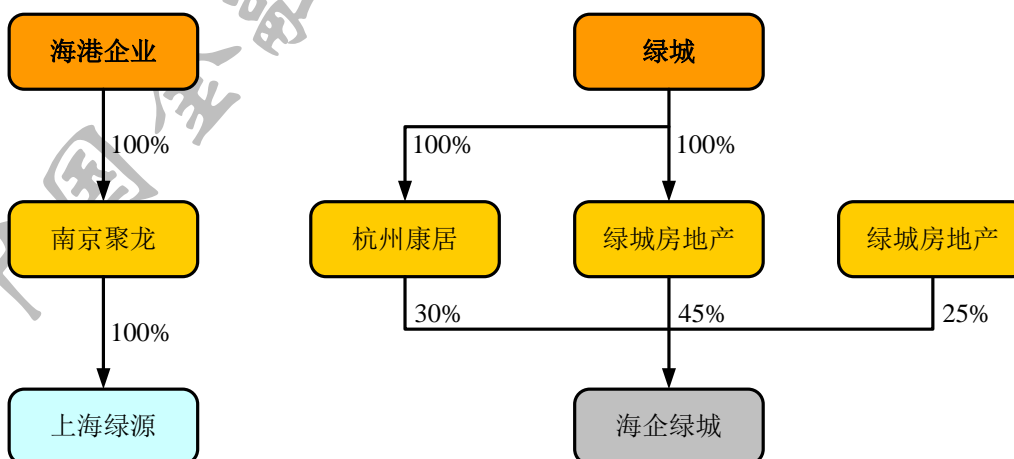 海港企业
绿城
100%
100%
100%
南京聚龙
杭州康居
绿城房地产
绿城房地产
100%
30%
45%
25%
上海绿源
海企绿城